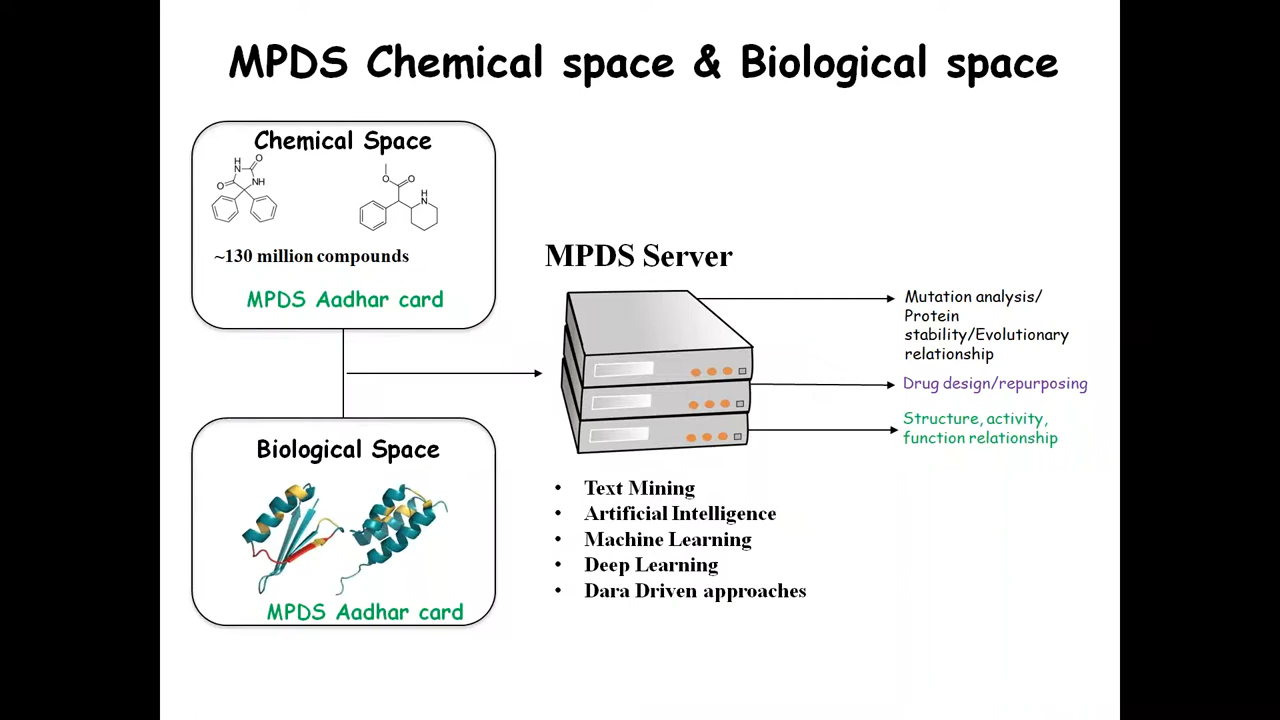 MPDS Chemical space & Biological space
Chemical Space
H
N
O
O
NH
O
O
H
N
~130 million compounds
MPDS Aadhar card
MPDS Server
Mutation analysis/
Protein
stability/Evolutionary
relationship
Drug design/repurposing
Structure, activity,
function relationship
Biological Space
MPDS Aadhar card
• Text Mining
• Artificial Intelligence
• Machine Learning
• Deep Learning
• Dara Driven approaches